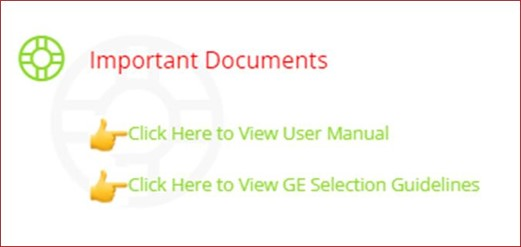 Important Documents
Click Here to View User Manual
Click Here to View GE Selection Guidelines